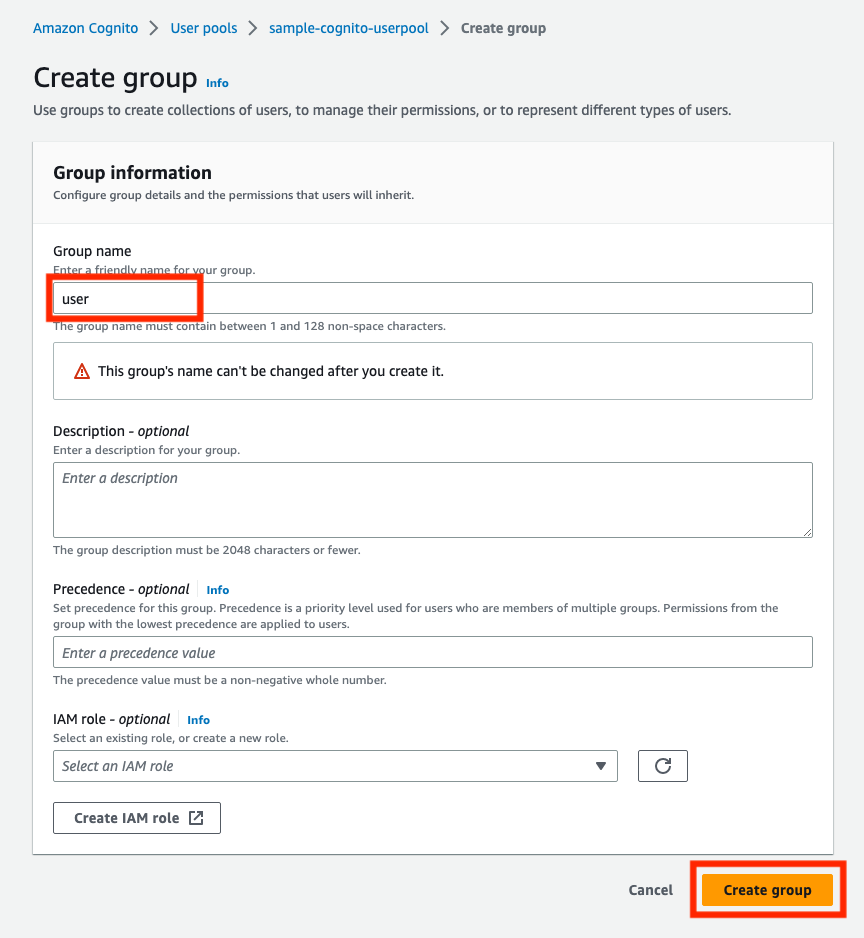 Amazon Cognito > User pools > sample-cognito-userpool > Create group
Create group Info
Use groups to create collections of users, to manage their permissions, or to represent different types of users.
Group information
Configure group details and the permissions that users will inherit.
Group name
Enter a friendly name for your group.
user
The group name must contain between 1 and 128 non-space characters.
This group's name can't be changed after you create it.
Description - optional
Enter a description for your group.
Enter a description
The group description must be 2048 characters or fewer.
Precedence - optional Info
Set precedence for this group. Precedence is a priority level used for users who are members of multiple groups. Permissions from the
group with the lowest precedence are applied to users.
Enter a precedence value
The precedence value must be a non-negative whole number.
IAM role - optional Info
Select an existing role, or create a new role.
Select an IAM role
Create IAM role
Cancel Create group